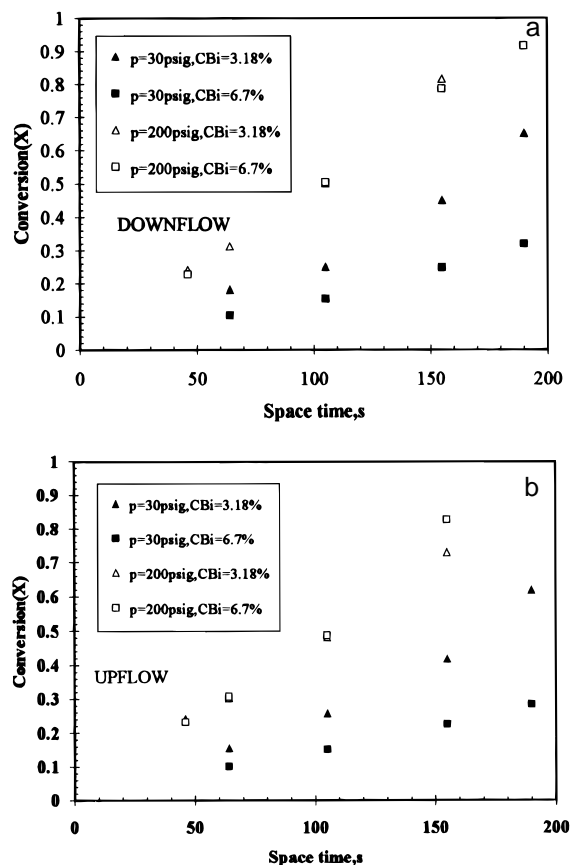 a
1
0.9
0.8
0.7
0.6
0.5
0.4
0.3
0.2
0.1
0
Conversion(X)
p=30psig,CBi=3.18%
p=30psig,CBi=6.7%
p=200psig,CBi=3.18%
p=200psig,CBi=6.7%
DOWNFLOW
0 50 100 150 200
Space time,s
b
1
0.9
0.8
0.7
0.6
0.5
0.4
0.3
0.2
0.1
0
Conversion(X)
p=30psig,CBi=3.18%
p=30psig,CBi=6.7%
p=200psig,CBi=3.18%
p=200psig,CBi=6.7%
UPFLOW
0 50 100 150 200
Space time,s